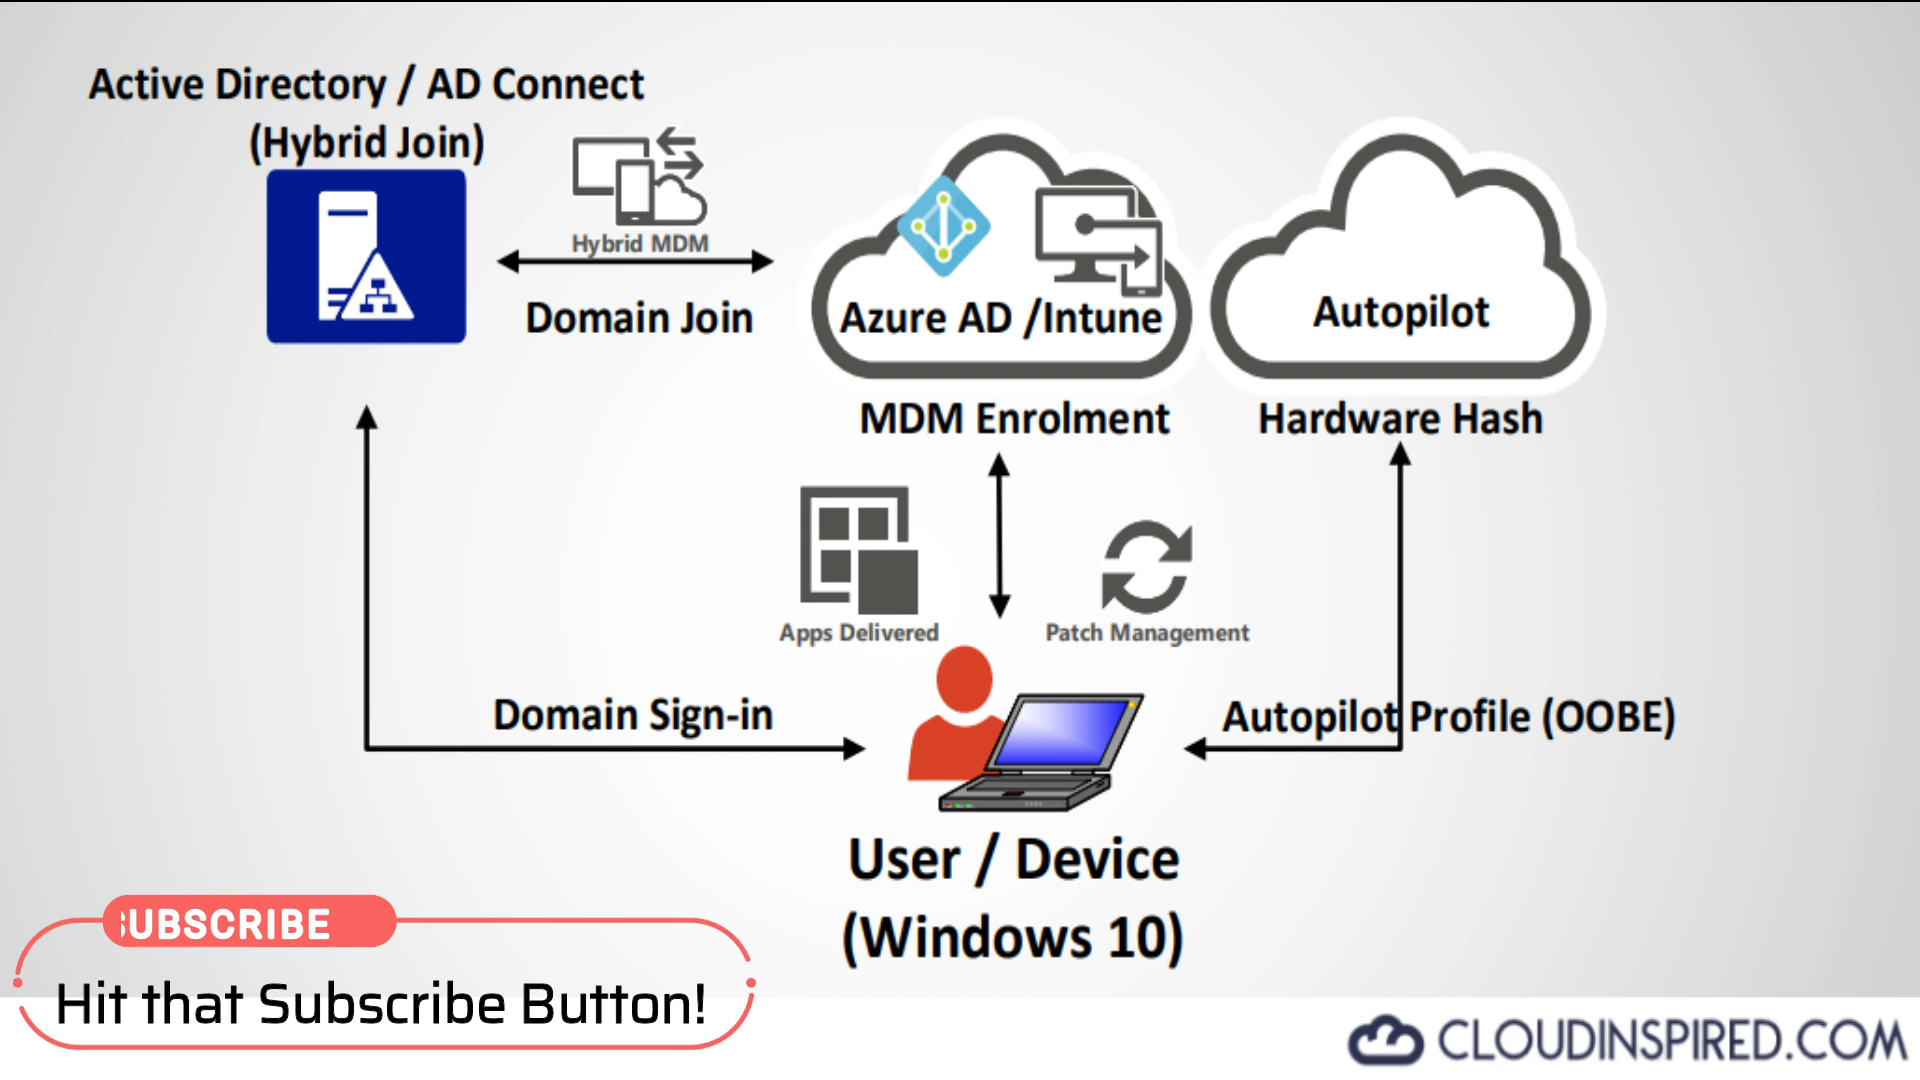 Active Directory / AD Connect
(Hybrid Join)
Hybrid MDM
Domain Join
Azure AD /Intune
Autopilot
MDM Enrolment
Hardware Hash
Apps Delivered
Patch Management
Domain Sign-in
Autopilot Profile (OOBE)
User / Device
(Windows 10)
SUBSCRIBE
Hit that Subscribe Button!
CLOUDINSPIRED.COM